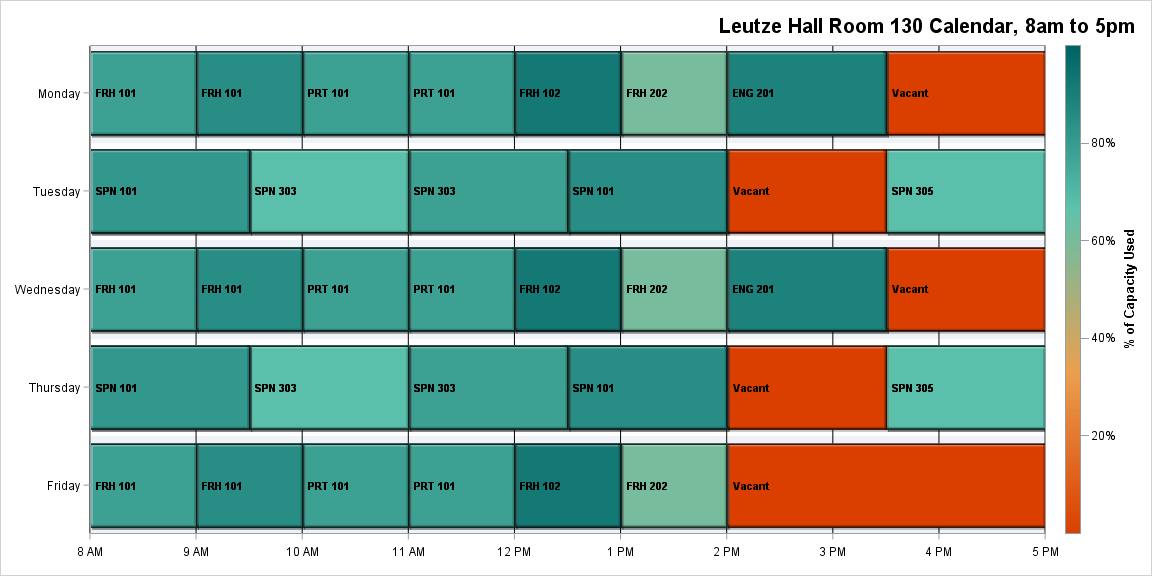 Leutze Hall Room 130 Calendar, 8am to 5pm
Monday
FRH 101
FRH 101
PRT 101
PRT 101
FRH 102
FRH 202
ENG 201
Vacant
Tuesday
SPN 101
SPN 303
SPN 303
SPN 101
Vacant
SPN 305
Wednesday
FRH 101
FRH 101
PRT 101
PRT 101
FRH 102
FRH 202
ENG 201
Vacant
Thursday
SPN 101
SPN 303
SPN 303
SPN 101
Vacant
SPN 305
Friday
FRH 101
FRH 101
PRT 101
PRT 101
FRH 102
FRH 202
Vacant
8 AM
9 AM
10 AM
11 AM
12 PM
1 PM
2 PM
3 PM
4 PM
5 PM
80%
60%
40%
20%
% of Capacity Used